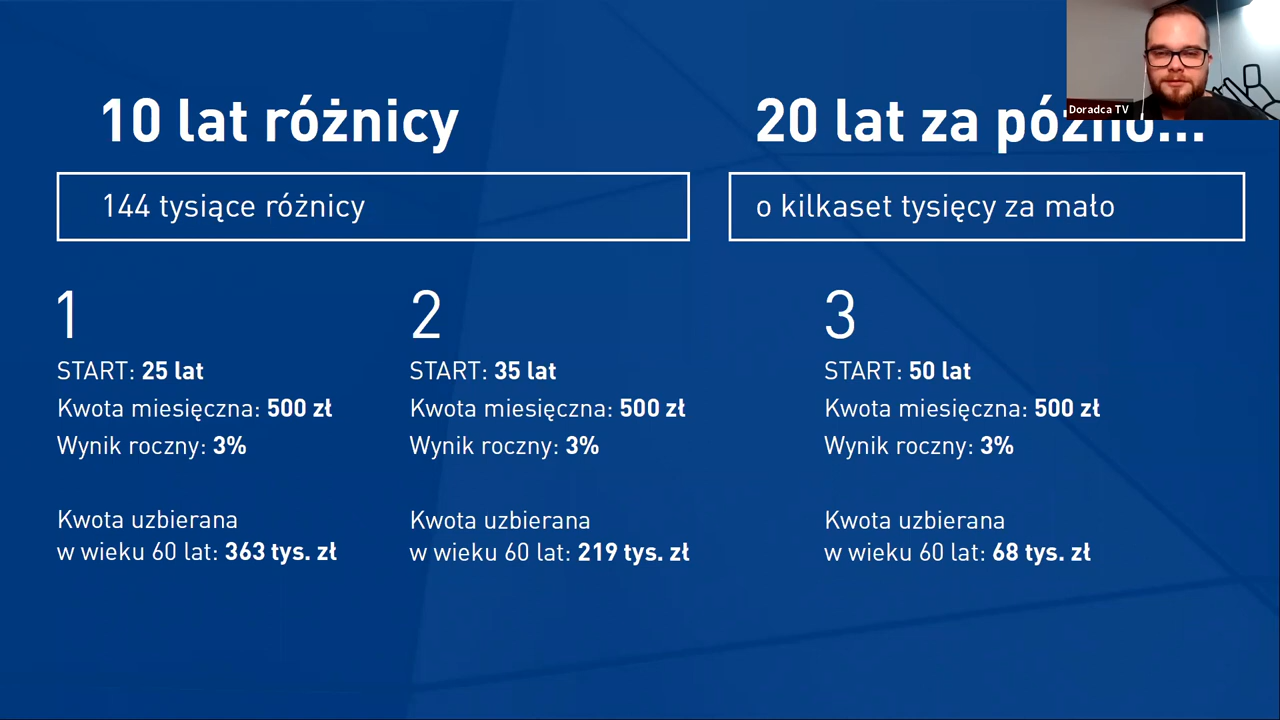 10 lat różnicy
144 tysiące różnicy
20 lat za późno...
o kilkaset tysięcy za mało
Doradca TV
1
START: 25 lat
Kwota miesięczna: 500 zł
Wynik roczny: 3%
Kwota uzbierana
w wieku 60 lat: 363 tys. zł
2
START: 35 lat
Kwota miesięczna: 500 zł
Wynik roczny: 3%
Kwota uzbierana
w wieku 60 lat: 219 tys. zł
3
START: 50 lat
Kwota miesięczna: 500 zł
Wynik roczny: 3%
Kwota uzbierana
w wieku 60 lat: 68 tys. zł